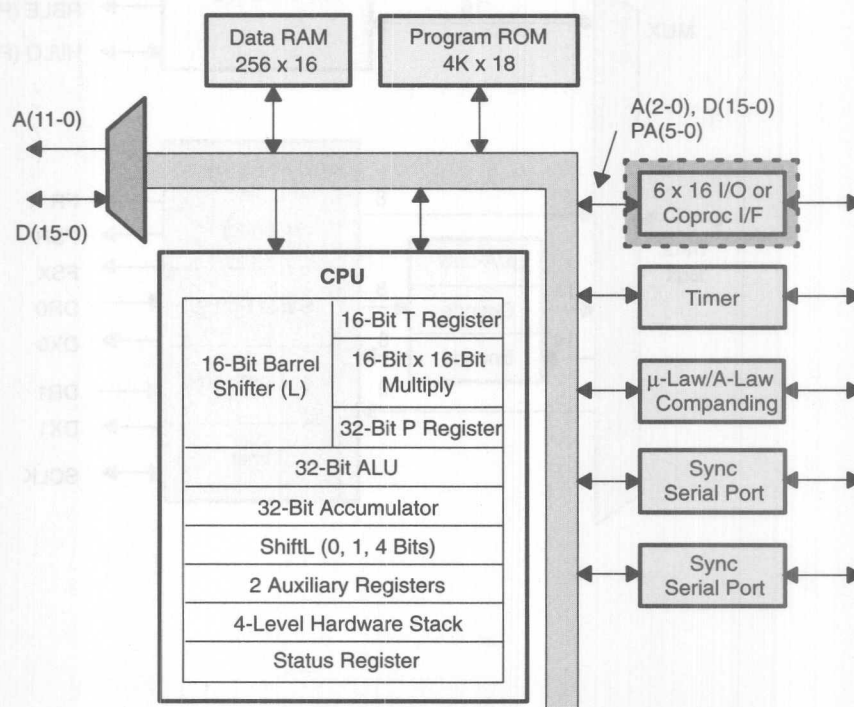 Data RAM
256 x 16
Program ROM
4K x 18
A(11-0)
D(15-0)
A(2-0), D(15-0)
PA(5-0)
6 x 16 I/O or
Coproc I/F
Timer
µ-Law/A-Law
Companding
Sync
Serial Port
Sync
Serial Port
CPU
16-Bit Barrel
Shifter (L)
16-Bit T Register
16-Bit x 16-Bit
Multiply
32-Bit P Register
32-Bit ALU
32-Bit Accumulator
ShiftL (0, 1, 4 Bits)
2 Auxiliary Registers
4-Level Hardware Stack
Status Register